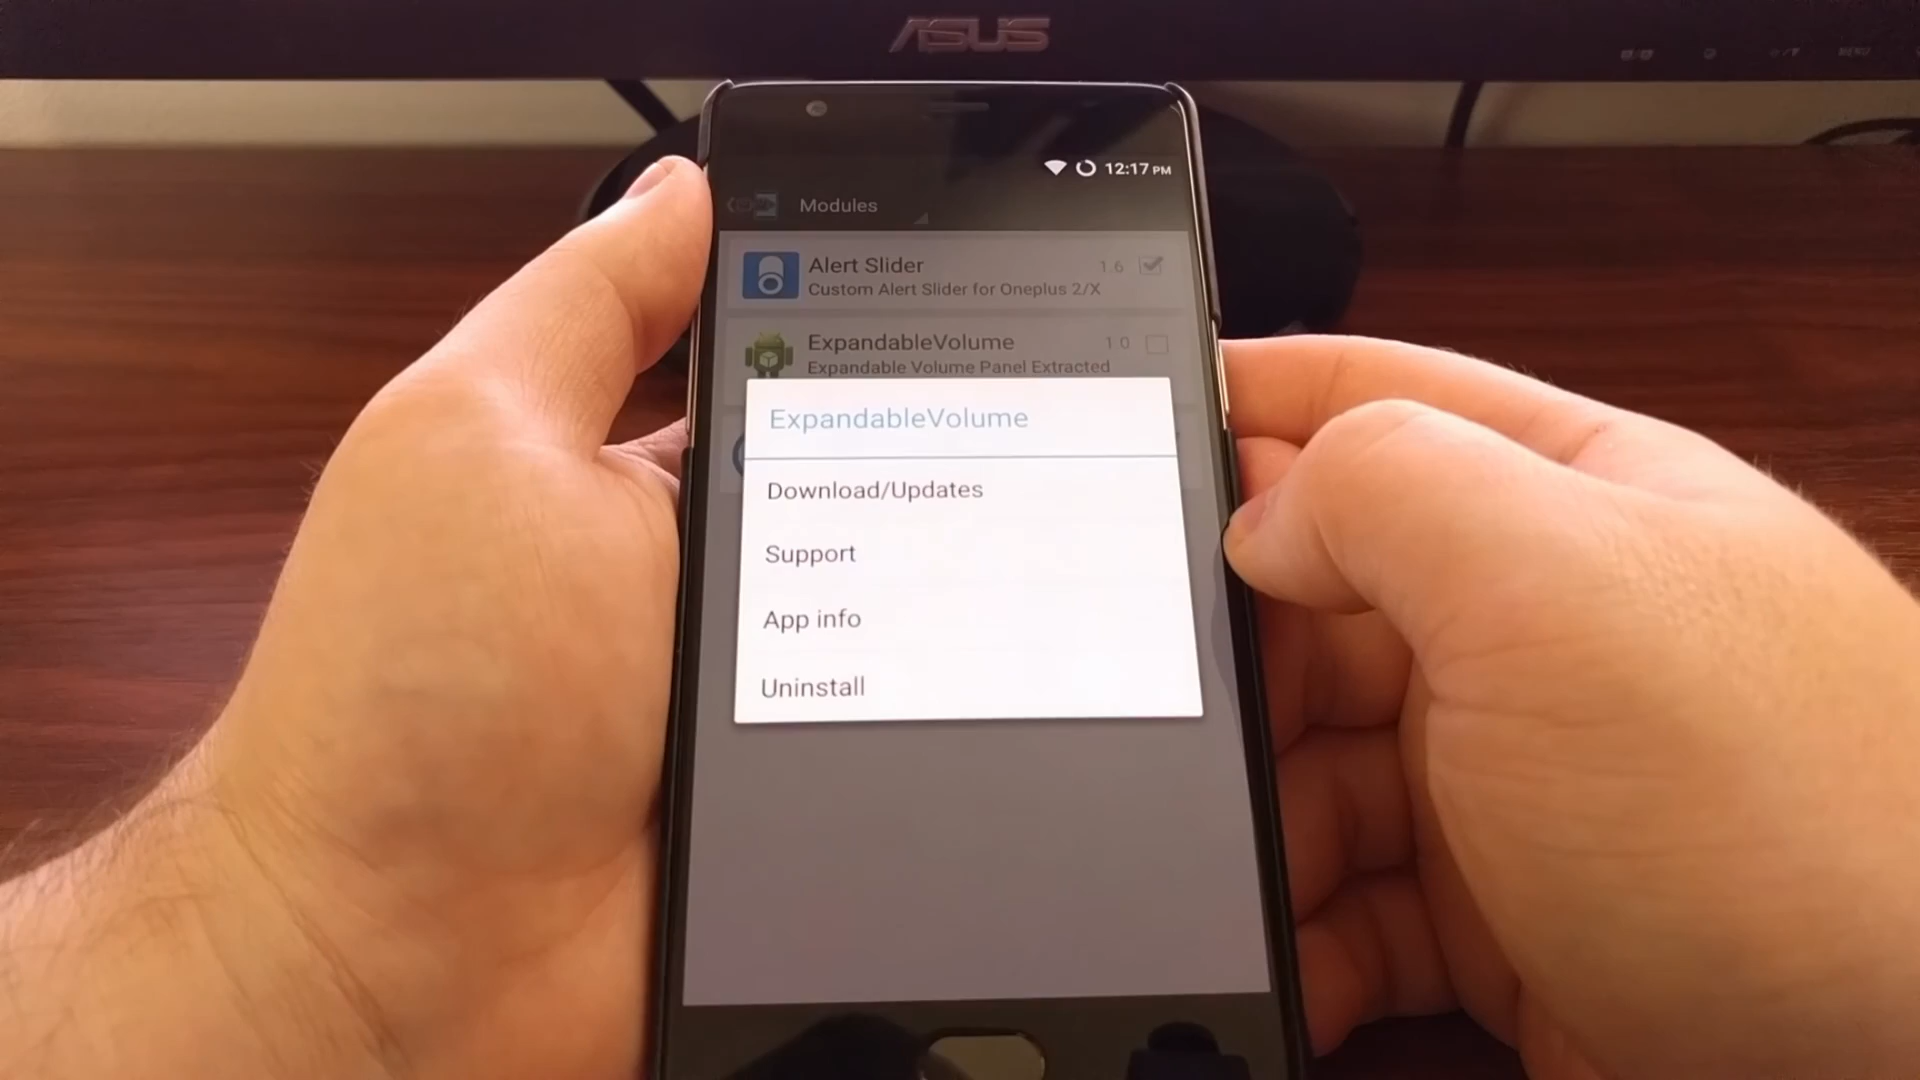 ASUS
MENU
12:17 PM
Modules
Alert Slider 1.6
Custom Alert Slider for Oneplus 2/X
ExpandableVolume 1.0
Expandable Volume Panel Extracted
ExpandableVolume
Download/Updates
Support
App info
Uninstall